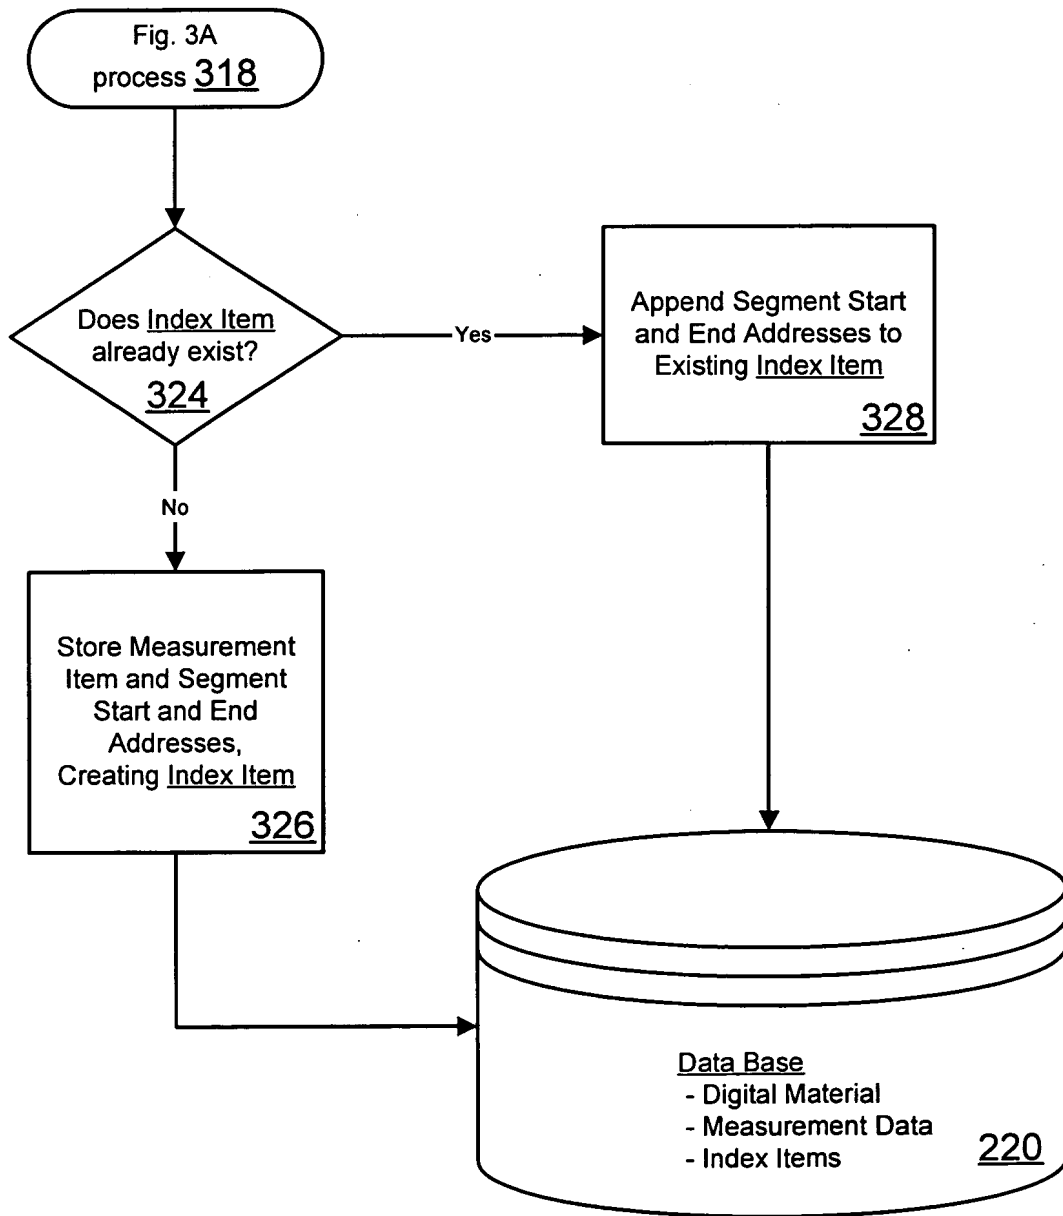 Fig. 3A
process 318
Does Index Item
already exist?
324
Yes
Append Segment Start
and End Addresses to
Existing Index Item
328
No
Store Measurement
Item and Segment
Start and End
Addresses,
Creating Index Item
326
Data Base
- Digital Material
- Measurement Data
- Index Items
220